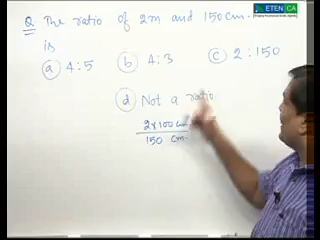 ETEN CA
Q The ratio of 2m and 150 cm.
is
(a) 4:5 (b) 4:3 (c) 2:150
(d) Not a ratio
2×100 cm
150 cm.